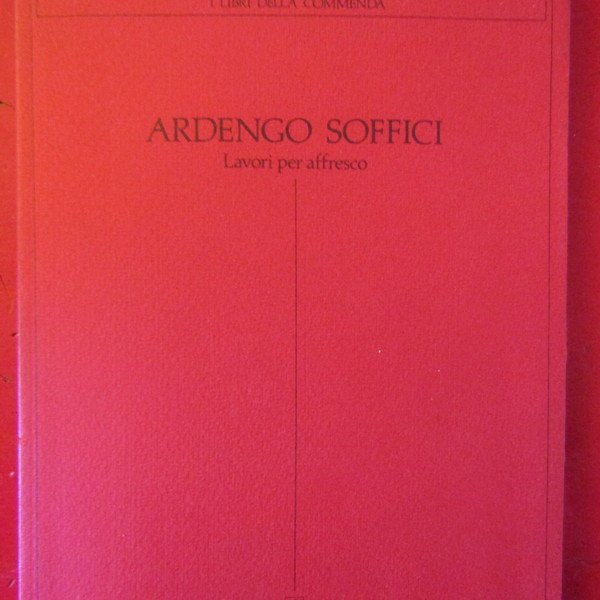 I LIBRI DELLA COMMENDA
ARDENGO SOFFICI
Lavori per affresco